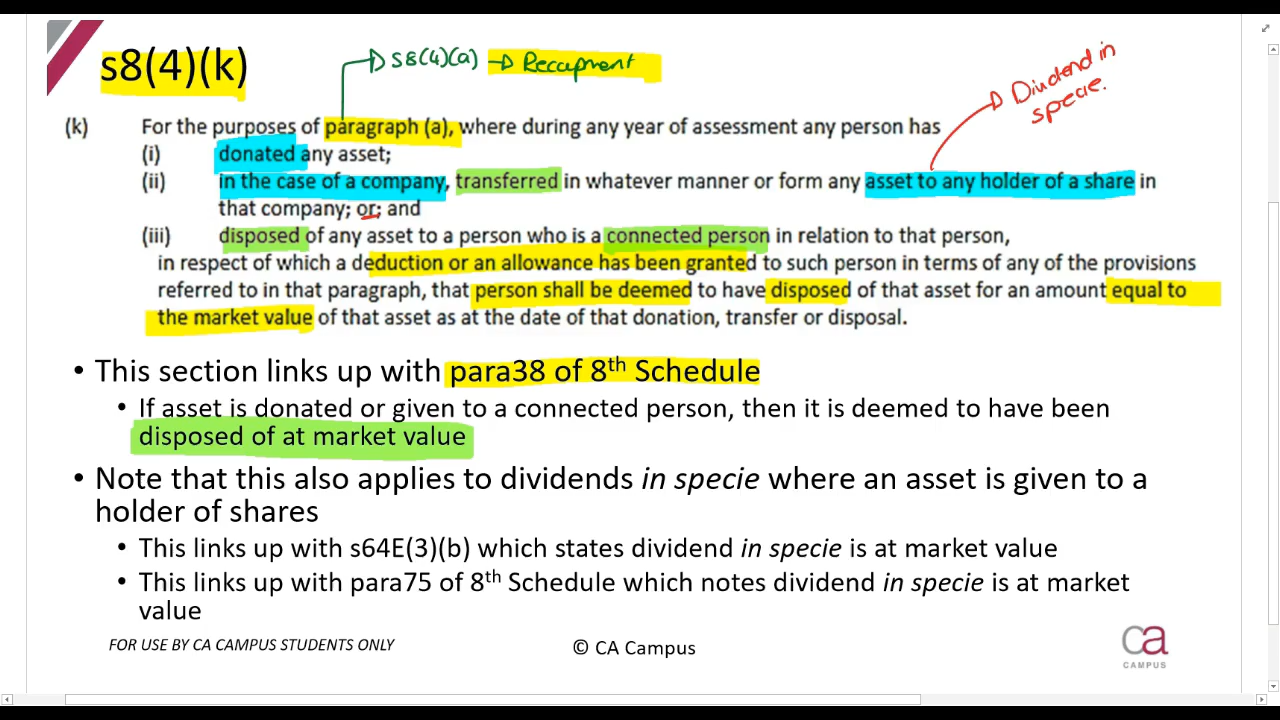 s8(4)(k)
s8(4)(a) → Recoupment
Dividend in
specie.
(k) For the purposes of paragraph (a), where during any year of assessment any person has
(i) donated any asset;
(ii) in the case of a company, transferred in whatever manner or form any asset to any holder of a share in
that company; or; and
(iii) disposed of any asset to a person who is a connected person in relation to that person,
in respect of which a deduction or an allowance has been granted to such person in terms of any of the provisions
referred to in that paragraph, that person shall be deemed to have disposed of that asset for an amount equal to
the market value of that asset as at the date of that donation, transfer or disposal.
• This section links up with para38 of 8th Schedule
• If asset is donated or given to a connected person, then it is deemed to have been
disposed of at market value
• Note that this also applies to dividends in specie where an asset is given to a
holder of shares
• This links up with s64E(3)(b) which states dividend in specie is at market value
• This links up with para75 of 8th Schedule which notes dividend in specie is at market
value
FOR USE BY CA CAMPUS STUDENTS ONLY
© CA Campus
ca
CAMPUS